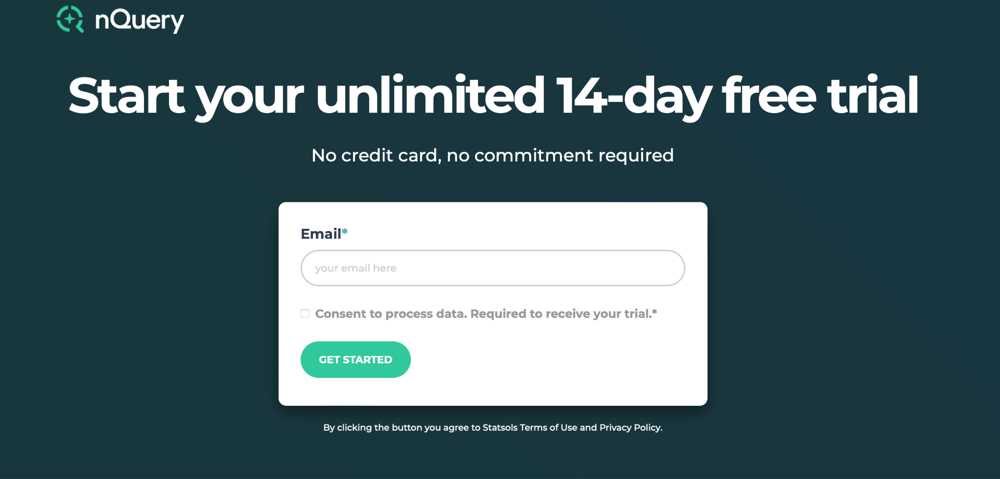 nQuery
Start your unlimited 14-day free trial
No credit card, no commitment required
Email*
your email here
Consent to process data. Required to receive your trial.*
GET STARTED
By clicking the button you agree to Statsols Terms of Use and Privacy Policy.